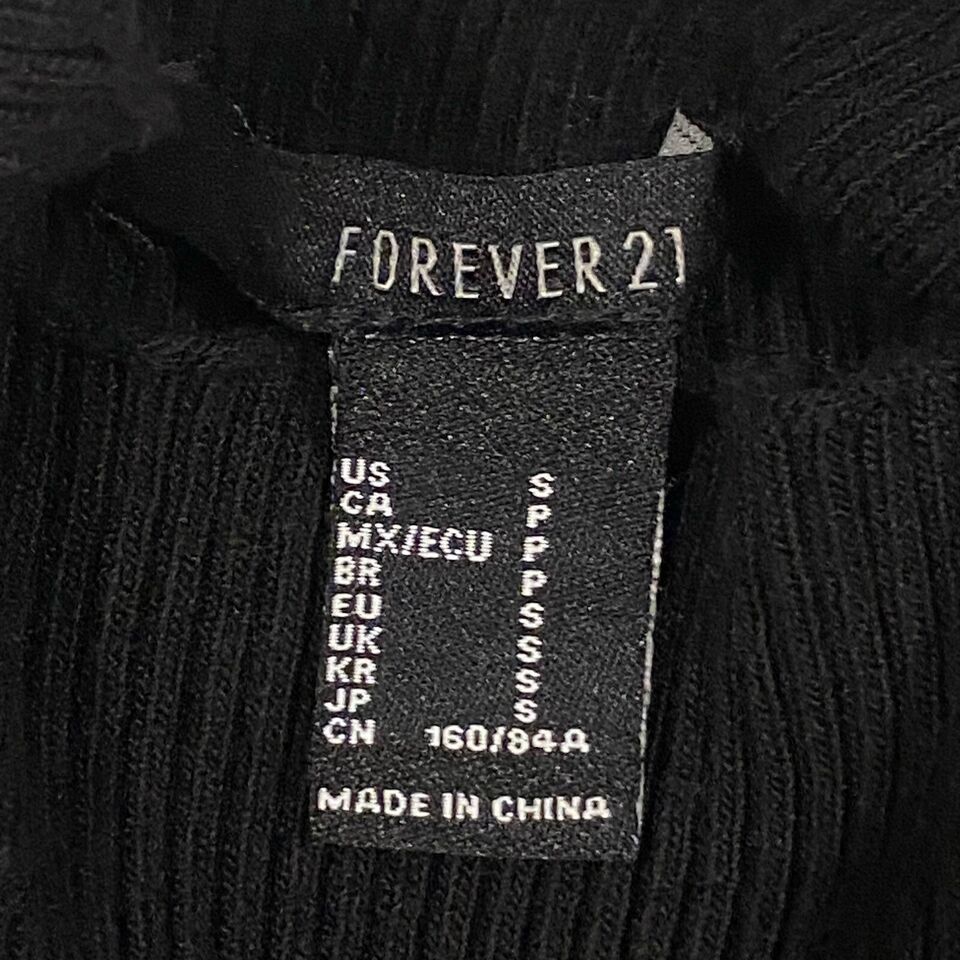 FOREVER 21
US S
CA P
MX/ECU P
BR P
EU S
UK S
KR S
JP S
CN 160/84A
MADE IN CHINA